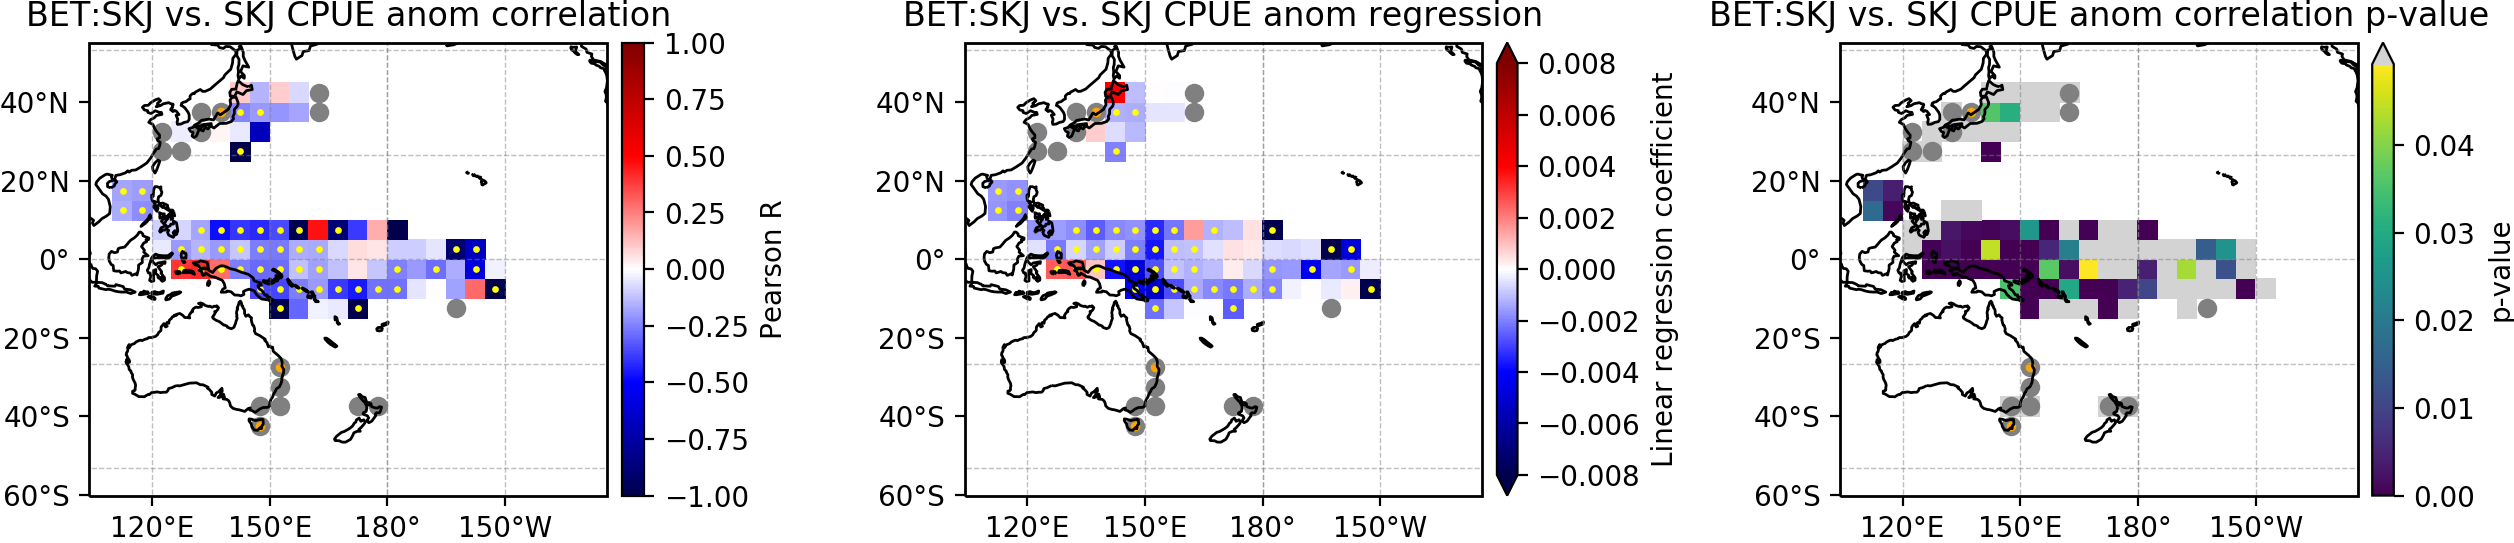 BET:SKJ vs. SKJ CPUE anom correlation
BET:SKJ vs. SKJ CPUE anom regression
BET:SKJ vs. SKJ CPUE anom correlation p-value
40°N
20°N
0°
20°S
40°S
60°S
120°E
150°E
180°
150°W
1.00
0.75
0.50
0.25
0.00
−0.25
−0.50
−0.75
−1.00
Pearson R
40°N
20°N
0°
20°S
40°S
60°S
120°E
150°E
180°
150°W
0.008
0.006
0.004
0.002
0.000
−0.002
−0.004
−0.006
−0.008
Linear regression coefficient
40°N
20°N
0°
20°S
40°S
60°S
120°E
150°E
180°
150°W
0.04
0.03
0.02
0.01
0.00
p-value